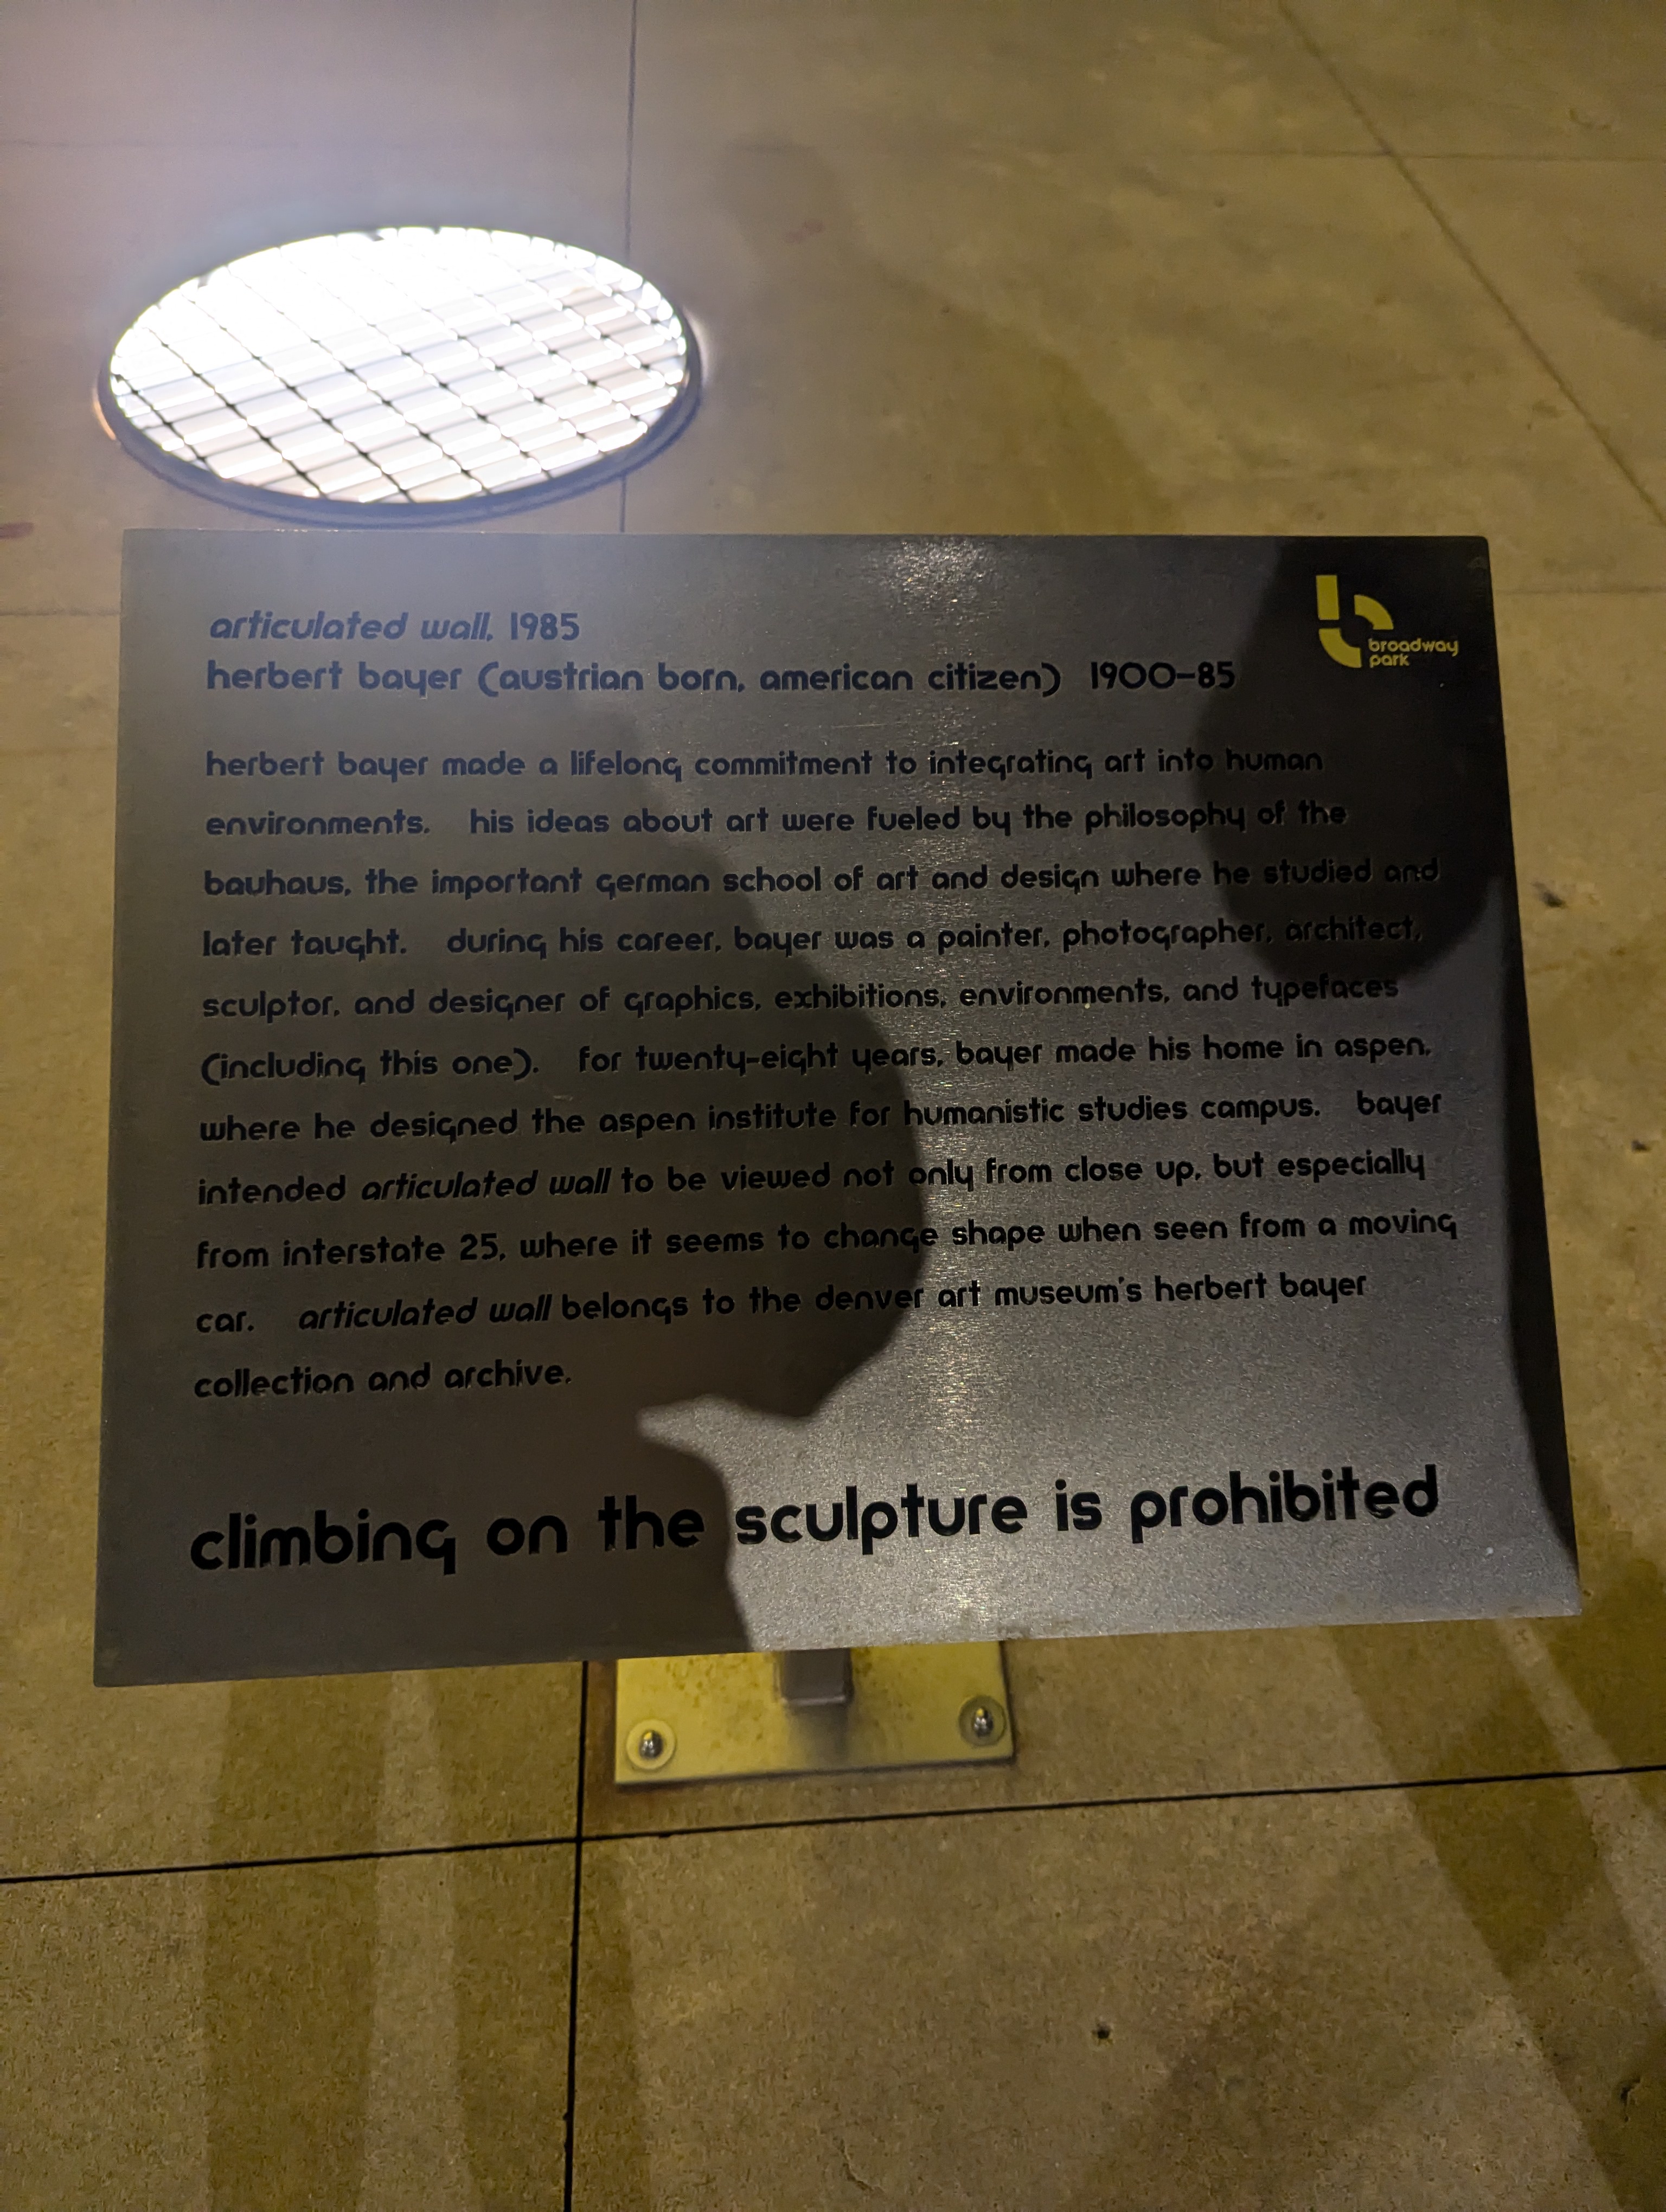 articulated wall, 1985
herbert bayer (austrian born, american citizen) 1900–85
broadway
park
herbert bayer made a lifelong commitment to integrating art into human
environments. his ideas about art were fueled by the philosophy of the
bauhaus, the important german school of art and design where he studied and
later taught. during his career, bayer was a painter, photographer, architect,
sculptor, and designer of graphics, exhibitions, environments, and typefaces
(including this one). for twenty-eight years, bayer made his home in aspen,
where he designed the aspen institute for humanistic studies campus. bayer
intended articulated wall to be viewed not only from close up, but especially
from interstate 25, where it seems to change shape when seen from a moving
car. articulated wall belongs to the denver art museum's herbert bayer
collection and archive.
climbing on the sculpture is prohibited